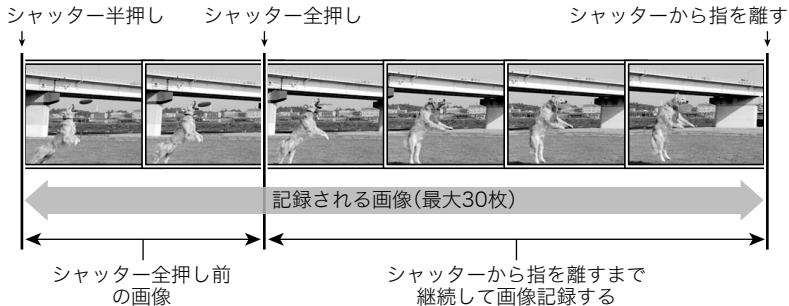 シャッター半押し
シャッター全押し
シャッターから指を離す
記録される画像(最大30枚)
シャッター全押し前
の画像
シャッターから指を離すまで
継続して画像記録する